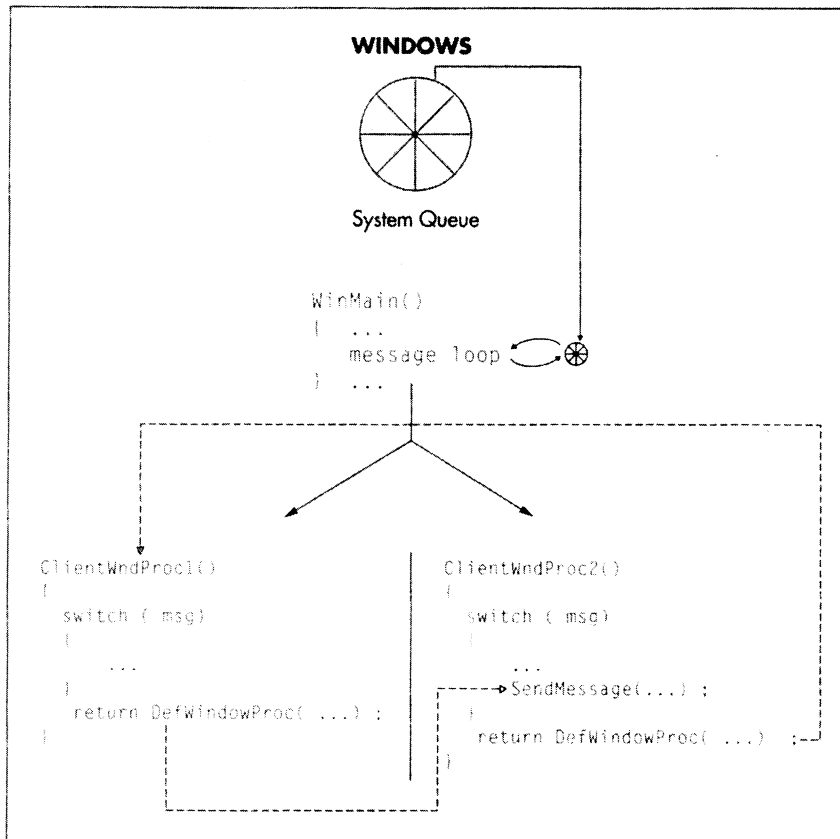 WINDOWS
System Queue
WinMain()
{ ...
message loop
} ...
ClientWndProc1()
{
switch ( msg)
{
...
}
return DefWindowProc( ...) ;
}
ClientWndProc2()
{
switch ( msg)
{
...
SendMessage(...) ;
}
return DefWindowProc( ...) ;
}